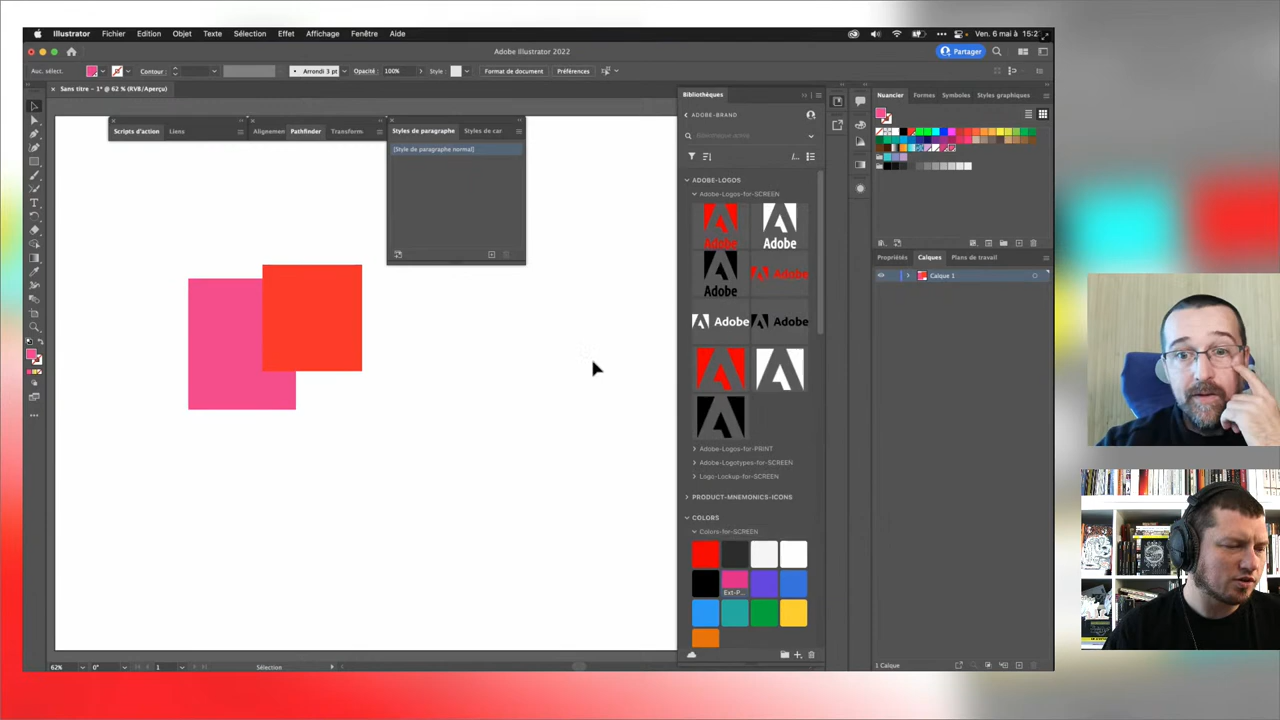 Illustrator Fichier Edition Objet Texte Sélection Effet Affichage Fenêtre Aide
Ven. 6 mai à 15:2
Adobe Illustrator 2022
Partager
Auc. sélect.
Contour :
Arrondi 3 pt
Opacité : 100%
Style :
Format de document
Préférences
Sans titre - 1* @ 62 % (RVB/Aperçu)
Scripts d'action
Liens
Alignemen
Pathfinder
Transform
Styles de paragraphe
Styles de car
[Style de paragraphe normal]
Bibliothèques
ADOBE-BRAND
ADOBE-LOGOS
Adobe-Logos-for-SCREEN
Adobe
Adobe
Adobe
Adobe
Adobe
Adobe
Adobe-Logos-for-PRINT
Adobe-Logotypes-for-SCREEN
Logo-Lockup-for-SCREEN
PRODUCT-MNEMONICS-ICONS
COLORS
Colors-for-SCREEN
Ext-P...
Nuancier
Formes
Symboles
Styles graphiques
Propriétés
Calques
Plans de travail
Calque 1
1 Calque
62%
0°
1
Sélection